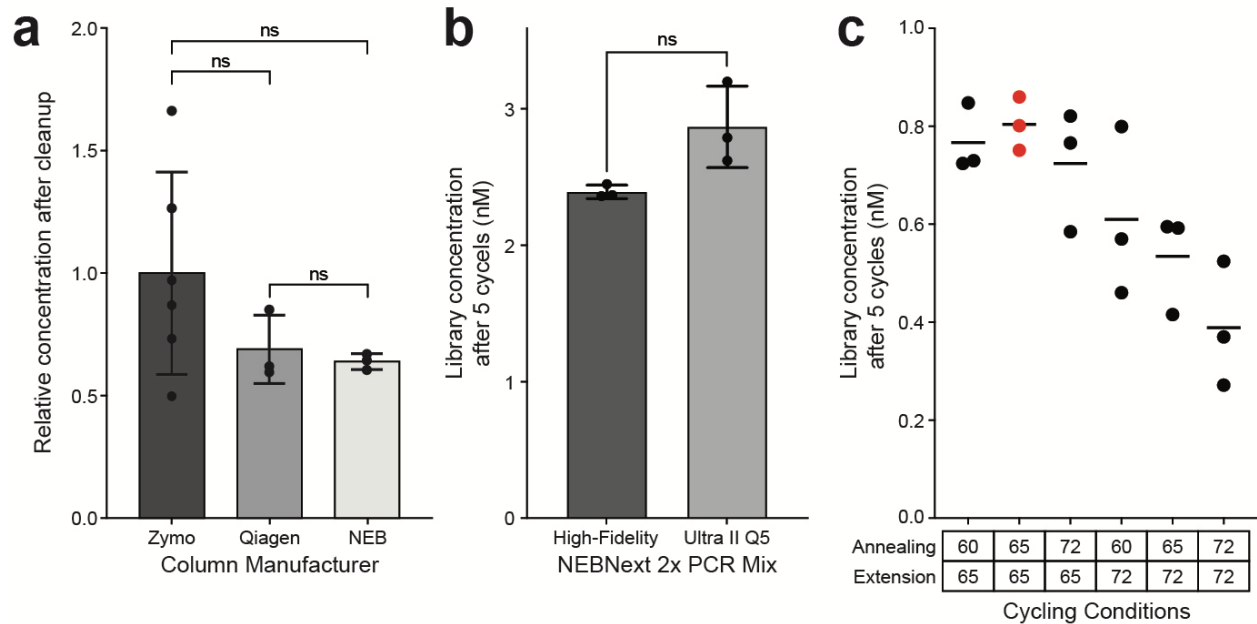 a
2.0
1.5
1.0
0.5
0.0
Relative concentration after cleanup
ns
ns
ns
Zymo Qiagen NEB
Column Manufacturer
b
3
2
1
0
Library concentration
after 5 cycels (nM)
ns
High-Fidelity Ultra II Q5
NEBNext 2x PCR Mix
c
1.0
0.8
0.6
0.4
0.2
0.0
Library concentration
after 5 cycles (nM)
Annealing 60 65 72 60 65 72
Extension 65 65 65 72 72 72
Cycling Conditions